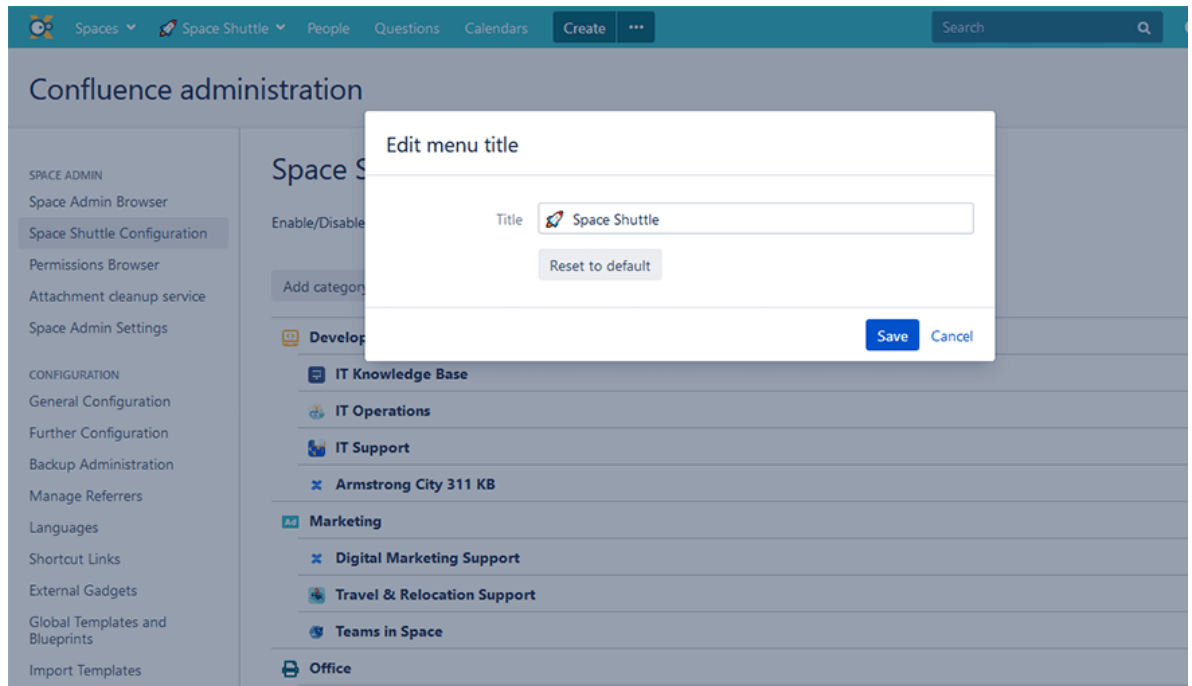 Spaces Space Shuttle People Questions Calendars Create ••• Search
Confluence administration
SPACE ADMIN
Space Admin Browser
Space Shuttle Configuration
Permissions Browser
Attachment cleanup service
Space Admin Settings
CONFIGURATION
General Configuration
Further Configuration
Backup Administration
Manage Referrers
Languages
Shortcut Links
External Gadgets
Global Templates and
Blueprints
Import Templates
Space S
Enable/Disable
Add category
Develop
IT Knowledge Base
IT Operations
IT Support
Armstrong City 311 KB
Ad Marketing
Digital Marketing Support
Travel & Relocation Support
Teams in Space
Office
Edit menu title
Title Space Shuttle
Reset to default
Save Cancel